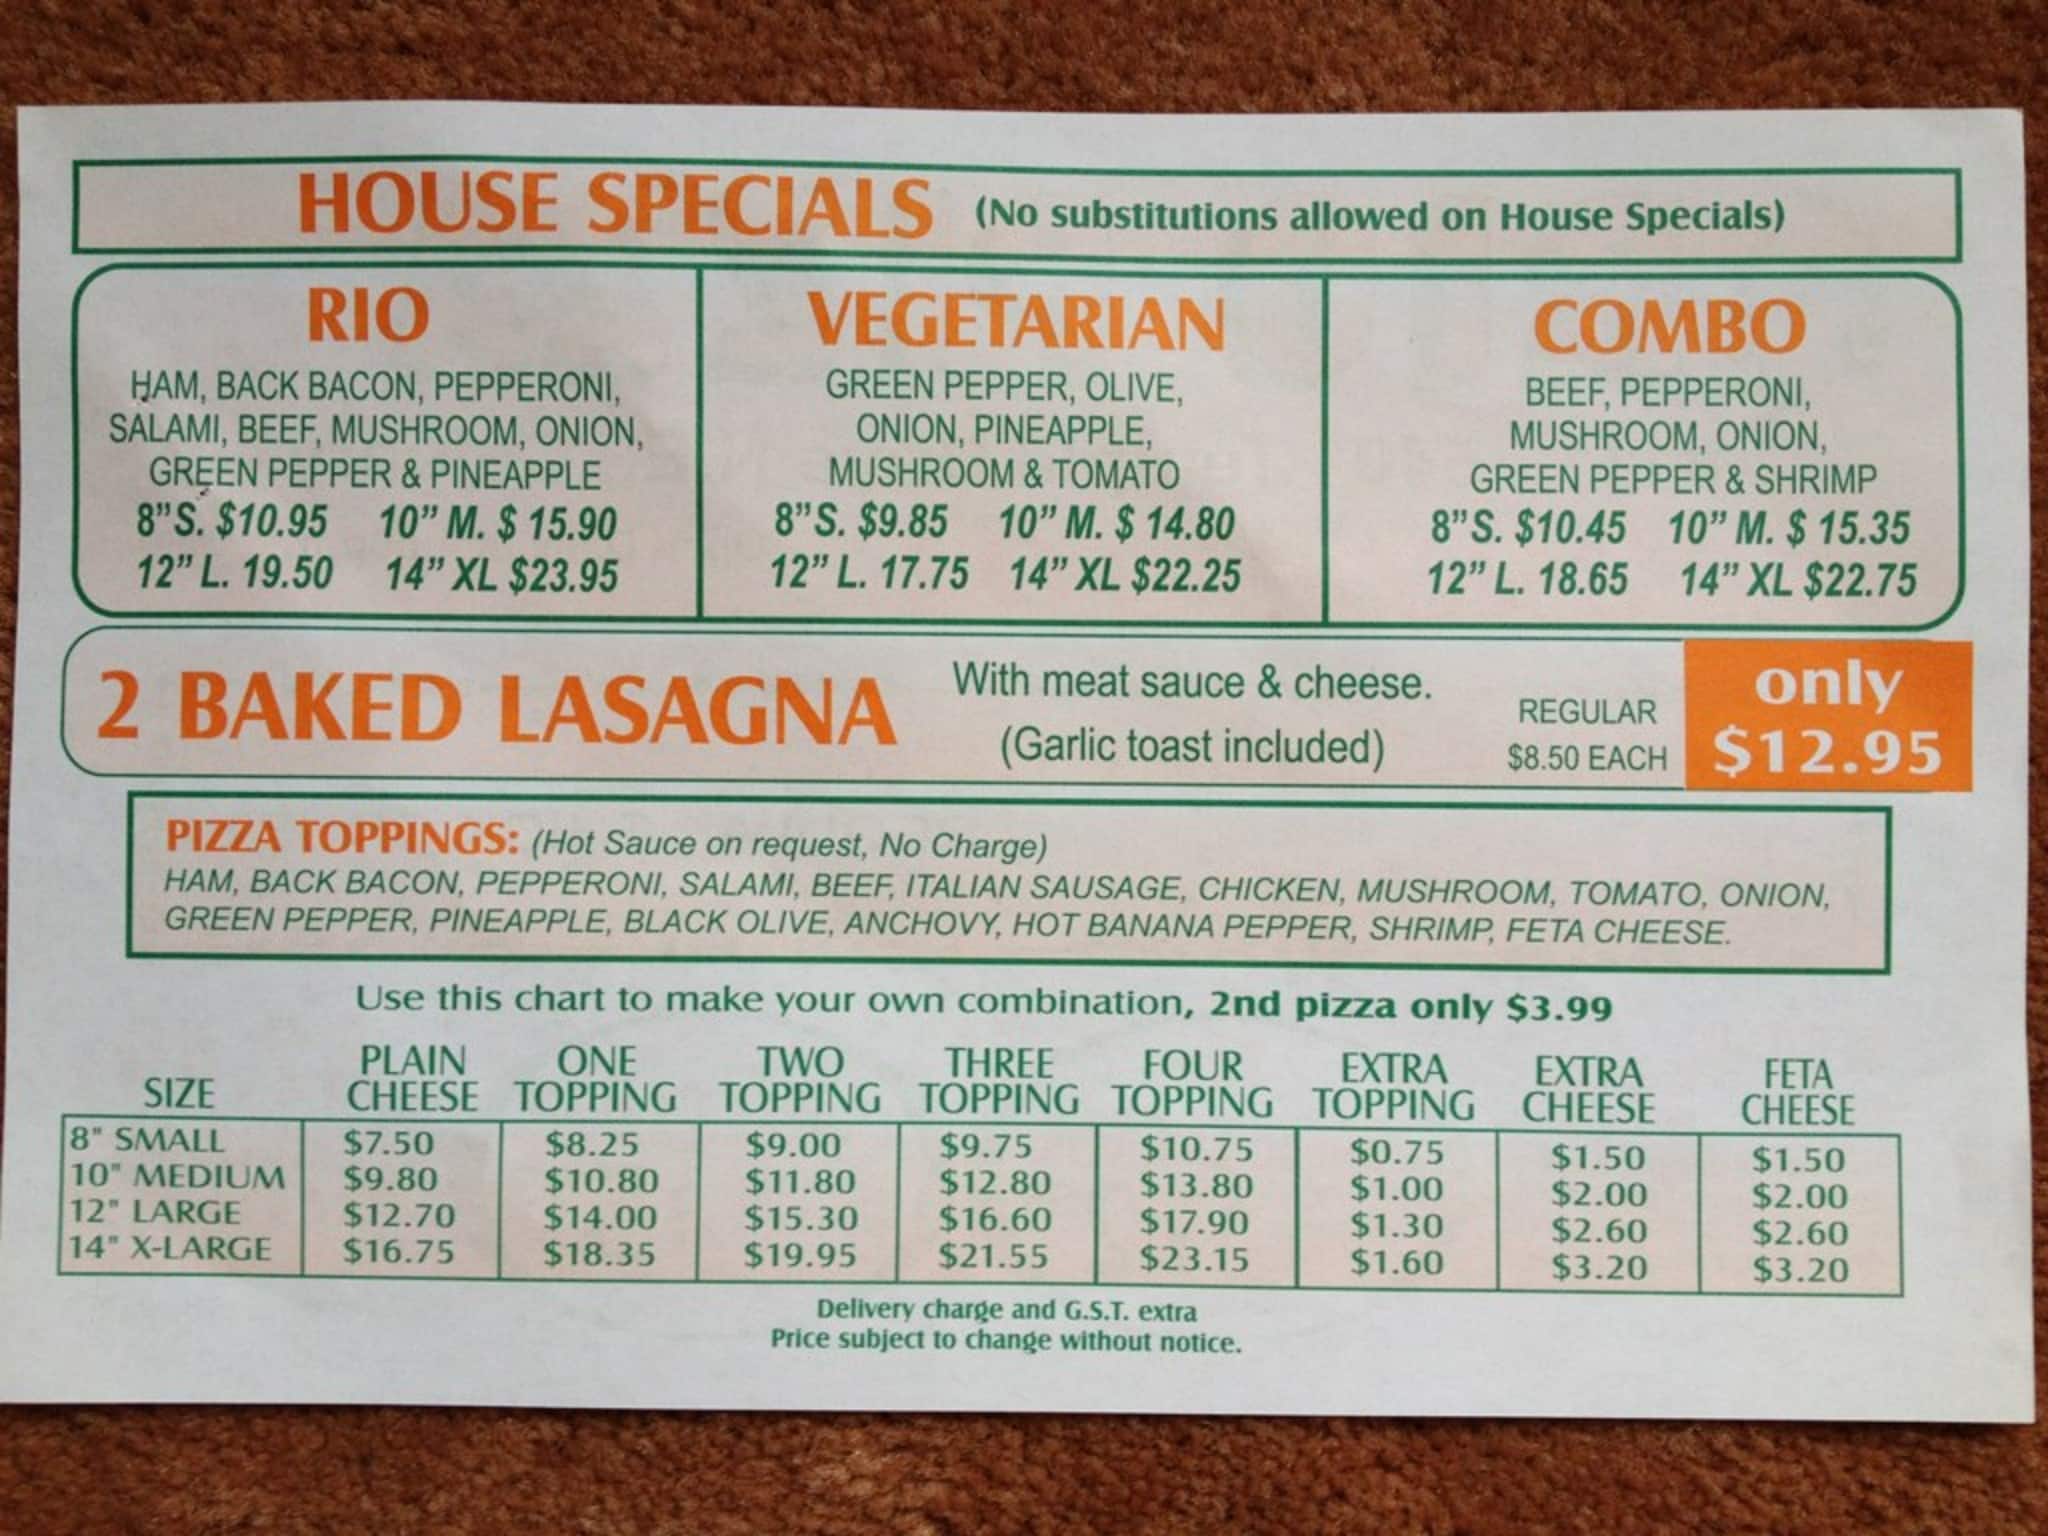 HOUSE SPECIALS (No substitutions allowed on House Specials)
RIO
HAM, BACK BACON, PEPPERONI,
SALAMI, BEEF, MUSHROOM, ONION,
GREEN PEPPER & PINEAPPLE
8” S. $10.95 10” M. $ 15.90
12” L. 19.50 14” XL $23.95
VEGETARIAN
GREEN PEPPER, OLIVE,
ONION, PINEAPPLE,
MUSHROOM & TOMATO
8” S. $9.85 10” M. $ 14.80
12” L. 17.75 14” XL $22.25
COMBO
BEEF, PEPPERONI,
MUSHROOM, ONION,
GREEN PEPPER & SHRIMP
8” S. $10.45 10” M. $ 15.35
12” L. 18.65 14” XL $22.75
2 BAKED LASAGNA
With meat sauce & cheese.
(Garlic toast included)
REGULAR
$8.50 EACH
only
$12.95
PIZZA TOPPINGS: (Hot Sauce on request, No Charge)
HAM, BACK BACON, PEPPERONI, SALAMI, BEEF, ITALIAN SAUSAGE, CHICKEN, MUSHROOM, TOMATO, ONION,
GREEN PEPPER, PINEAPPLE, BLACK OLIVE, ANCHOVY, HOT BANANA PEPPER, SHRIMP, FETA CHEESE.
Use this chart to make your own combination, 2nd pizza only $3.99
SIZE PLAIN CHEESE ONE TOPPING TWO TOPPING THREE TOPPING FOUR TOPPING EXTRA TOPPING EXTRA CHEESE FETA CHEESE
8" SMALL $7.50 $8.25 $9.00 $9.75 $10.75 $0.75 $1.50 $1.50
10" MEDIUM $9.80 $10.80 $11.80 $12.80 $13.80 $1.00 $2.00 $2.00
12" LARGE $12.70 $14.00 $15.30 $16.60 $17.90 $1.30 $2.60 $2.60
14" X-LARGE $16.75 $18.35 $19.95 $21.55 $23.15 $1.60 $3.20 $3.20
Delivery charge and G.S.T. extra
Price subject to change without notice.